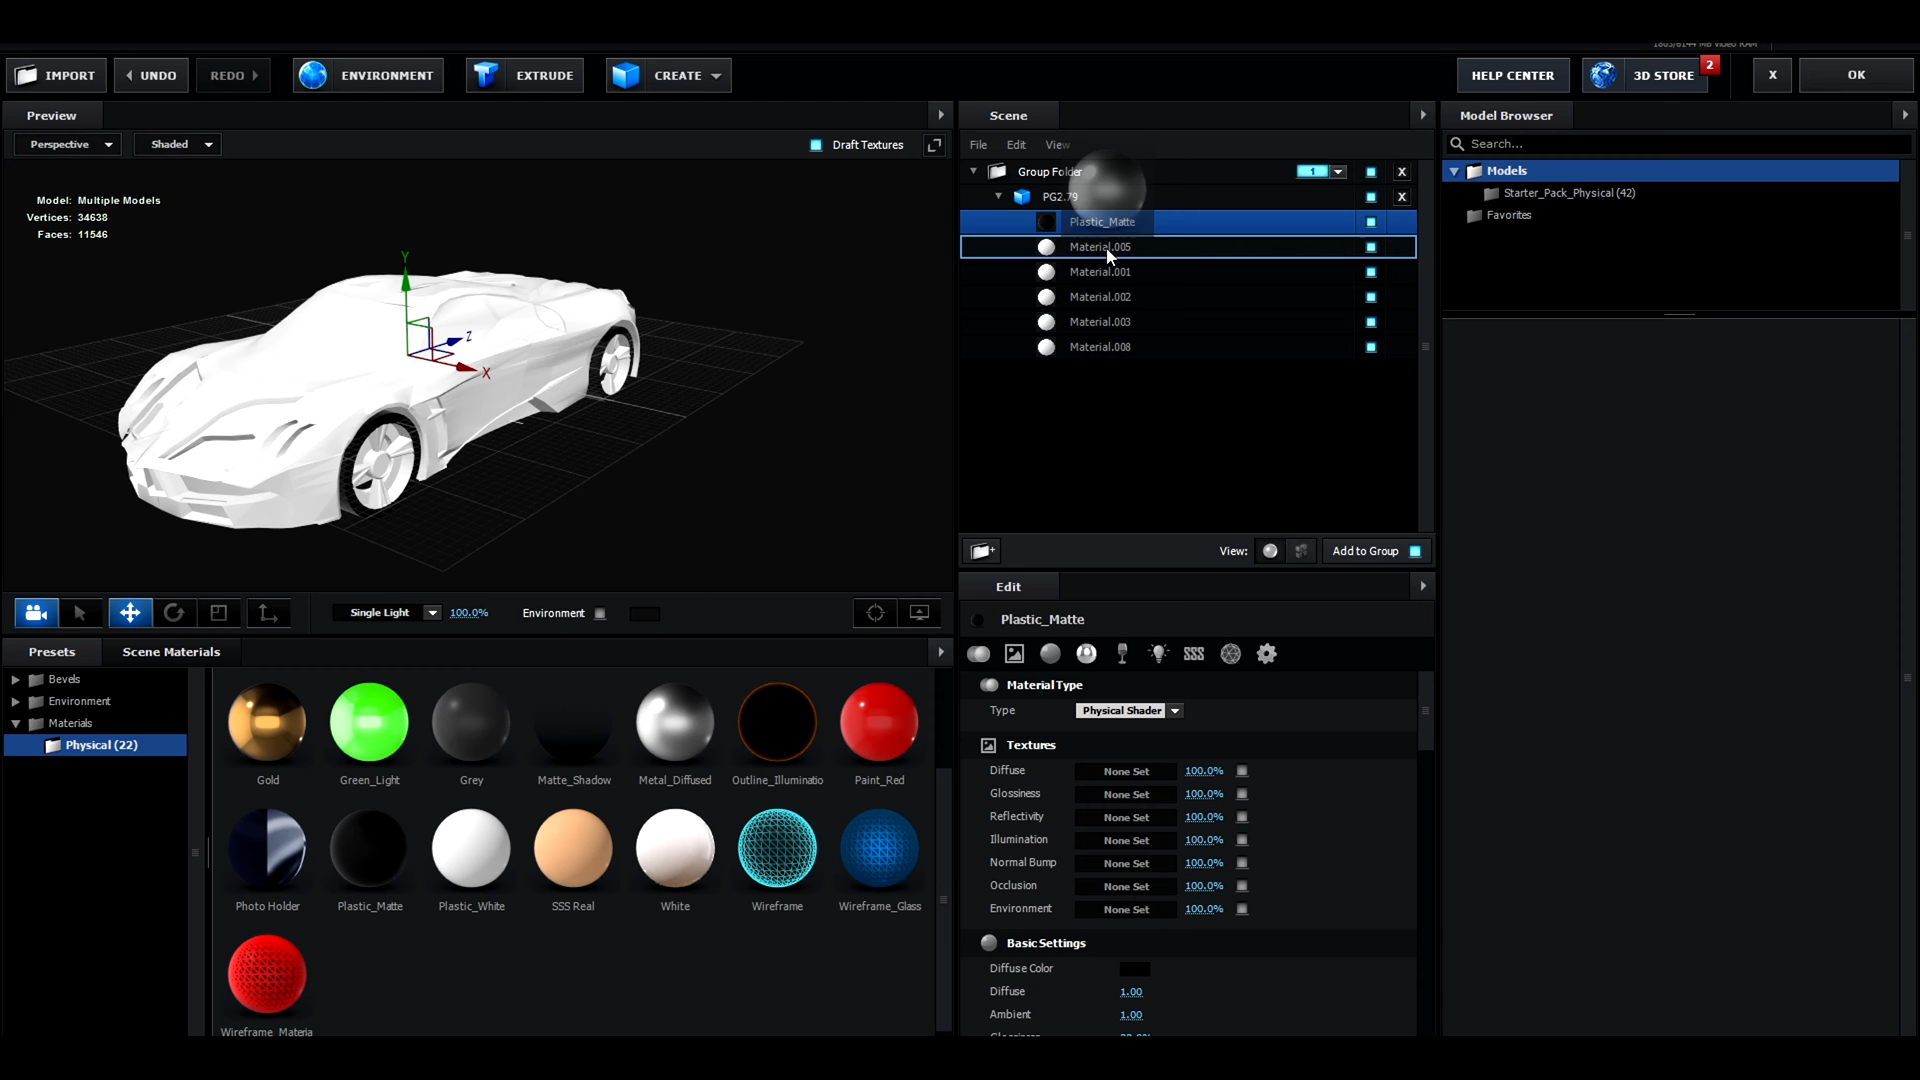 1803/6144 MB Video RAM
IMPORT
UNDO
REDO
ENVIRONMENT
EXTRUDE
CREATE
HELP CENTER
3D STORE
2
X
OK
Preview
Perspective
Shaded
Draft Textures
Model: Multiple Models
Vertices: 34638
Faces: 11546
Y
Z
X
Single Light
100.0%
Environment
Scene
File
Edit
View
Group Folder
1
X
PG2.79
X
Plastic_Matte
Material.005
Material.001
Material.002
Material.003
Material.008
View:
Add to Group
Model Browser
Search...
Models
Starter_Pack_Physical (42)
Favorites
Presets
Scene Materials
Bevels
Environment
Materials
Physical (22)
Gold
Green_Light
Grey
Matte_Shadow
Metal_Diffused
Outline_Illuminatio
Paint_Red
Photo Holder
Plastic_Matte
Plastic_White
SSS Real
White
Wireframe
Wireframe_Glass
Wireframe_Materia
Edit
Plastic_Matte
SSS
Material Type
Type
Physical Shader
Textures
Diffuse
None Set
100.0%
Glossiness
None Set
100.0%
Reflectivity
None Set
100.0%
Illumination
None Set
100.0%
Normal Bump
None Set
100.0%
Occlusion
None Set
100.0%
Environment
None Set
100.0%
Basic Settings
Diffuse Color
Diffuse
1.00
Ambient
1.00